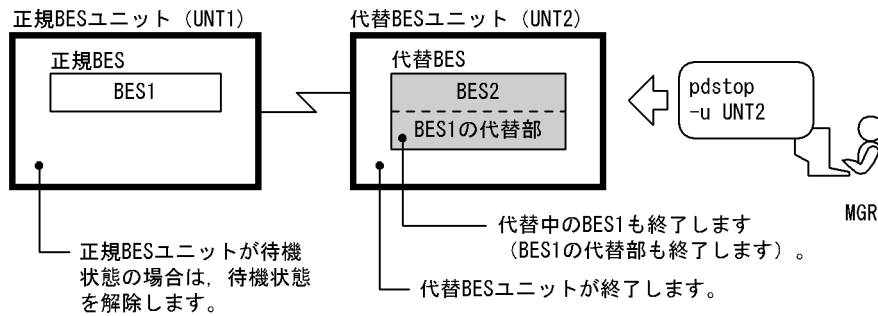 正規BESユニット（UNT1）
代替BESユニット（UNT2）
正規BES
BES1
代替BES
BES2
BES1の代替部
pdstop
-u UNT2
MGR
代替中のBES1も終了します
（BES1の代替部も終了します）。
正規BESユニットが待機
状態の場合は，待機状態
を解除します。
代替BESユニットが終了します。